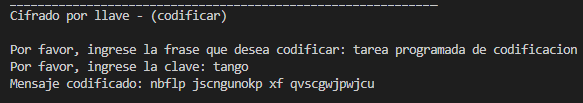 Cifrado por llave - (codificar)
Por favor, ingrese la frase que desea codificar: tarea programada de codificacion
Por favor, ingrese la clave: tango
Mensaje codificado: nbflp jscngunokp xf qvscgwjpwjcu